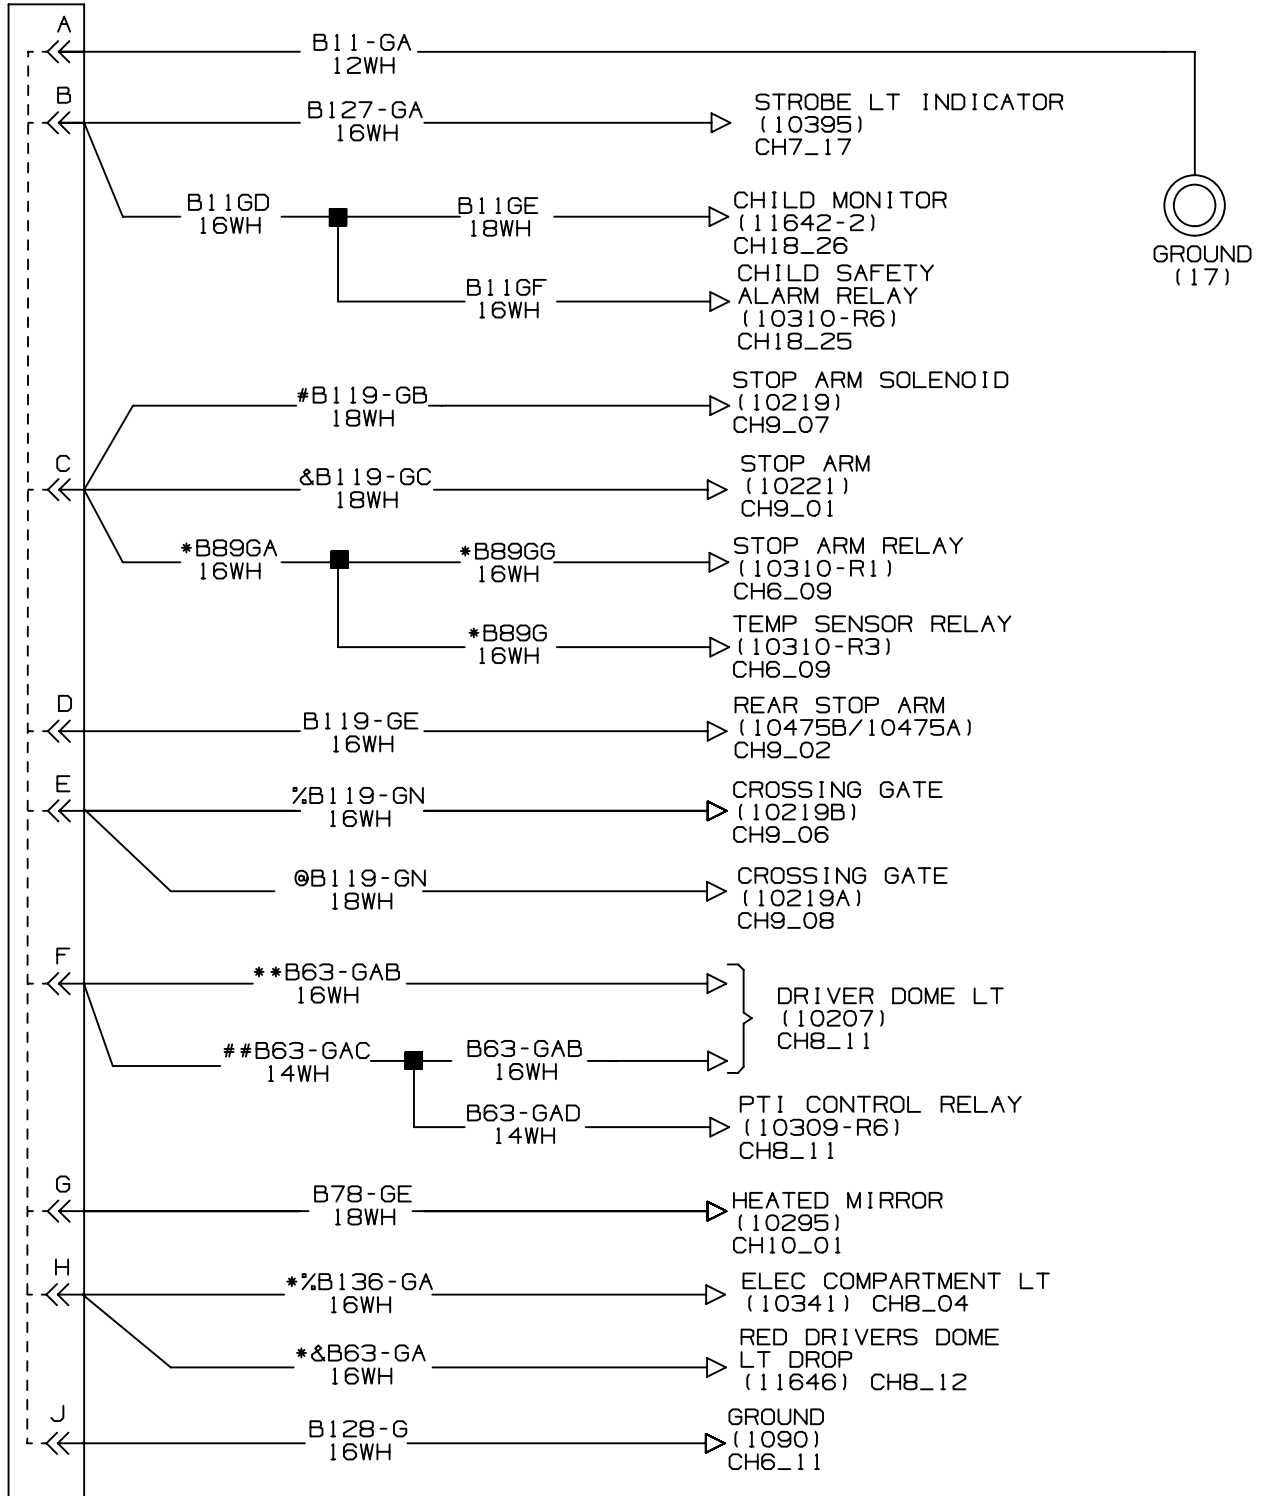 A
B11-GA
12WH
B
B127-GA
16WH
STROBE LT INDICATOR
(10395)
CH7_17
B11GD
16WH
B11GE
18WH
CHILD MONITOR
(11642-2)
CH18_26
GROUND
(17)
B11GF
16WH
CHILD SAFETY
ALARM RELAY
(10310-R6)
CH18_25
#B119-GB
18WH
STOP ARM SOLENOID
(10219)
CH9_07
C
&B119-GC
18WH
STOP ARM
(10221)
CH9_01
*B89GA
16WH
*B89GG
16WH
STOP ARM RELAY
(10310-R1)
CH6_09
*B89G
16WH
TEMP SENSOR RELAY
(10310-R3)
CH6_09
D
B119-GE
16WH
REAR STOP ARM
(10475B/10475A)
CH9_02
E
%B119-GN
16WH
CROSSING GATE
(10219B)
CH9_06
@B119-GN
18WH
CROSSING GATE
(10219A)
CH9_08
F
**B63-GAB
16WH
DRIVER DOME LT
(10207)
CH8_11
##B63-GAC
14WH
B63-GAB
16WH
B63-GAD
14WH
PTI CONTROL RELAY
(10309-R6)
CH8_11
G
B78-GE
18WH
HEATED MIRROR
(10295)
CH10_01
H
*%B136-GA
16WH
ELEC COMPARTMENT LT
(10341) CH8_04
*&B63-GA
16WH
RED DRIVERS DOME
LT DROP
(11646) CH8_12
J
B128-G
16WH
GROUND
(1090)
CH6_11